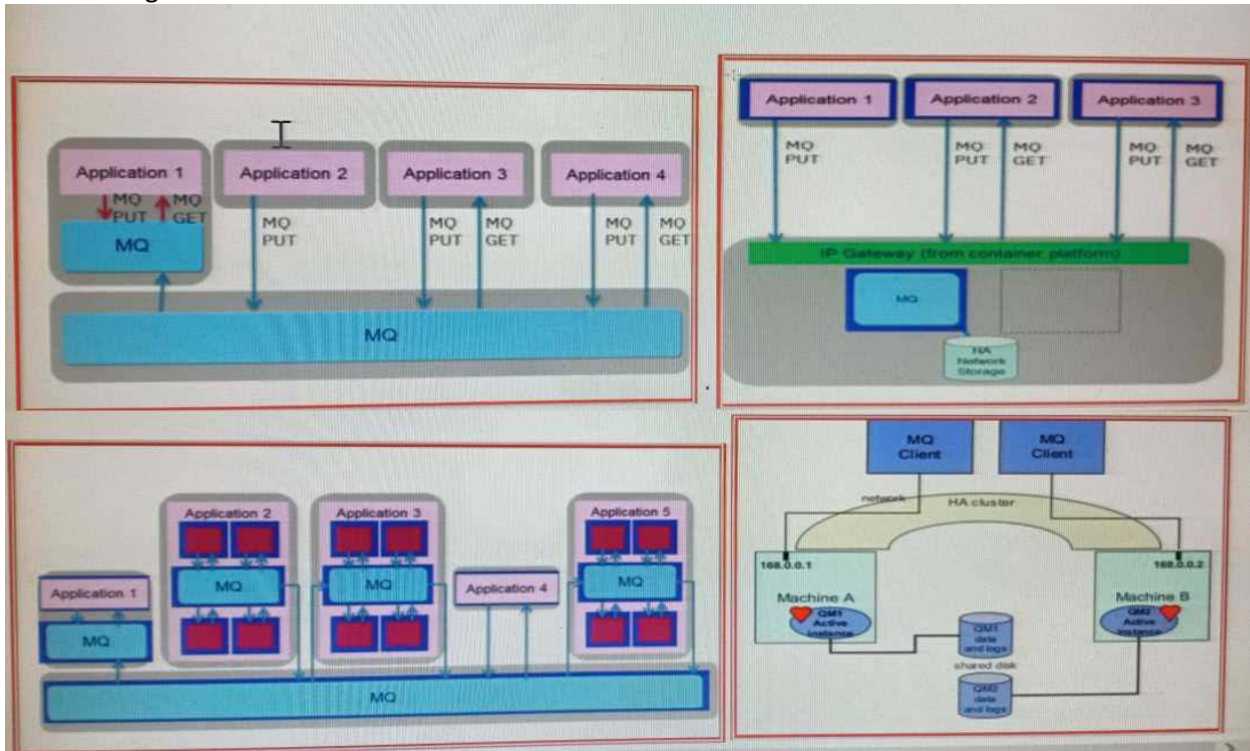 Application 1
MQ PUT
MQ GET
MQ
Application 2
MQ PUT
Application 3
MQ PUT
MQ GET
Application 4
MQ PUT
MQ GET
MQ
Application 1
MQ PUT
Application 2
MQ PUT
MQ GET
Application 3
MQ PUT
MQ GET
IP Gateway (from container platform)
MQ
HA
Network
Storage
Application 1
MQ
Application 2
MQ
Application 3
MQ
Application 4
Application 5
MQ
MQ
MQ
Client
MQ
Client
network
HA cluster
168.0.0.1
168.0.0.2
Machine A
QM1
Active
instance
Machine B
QM2
Active
instance
QM1
data
and logs
shared disk
QM2
data
and logs